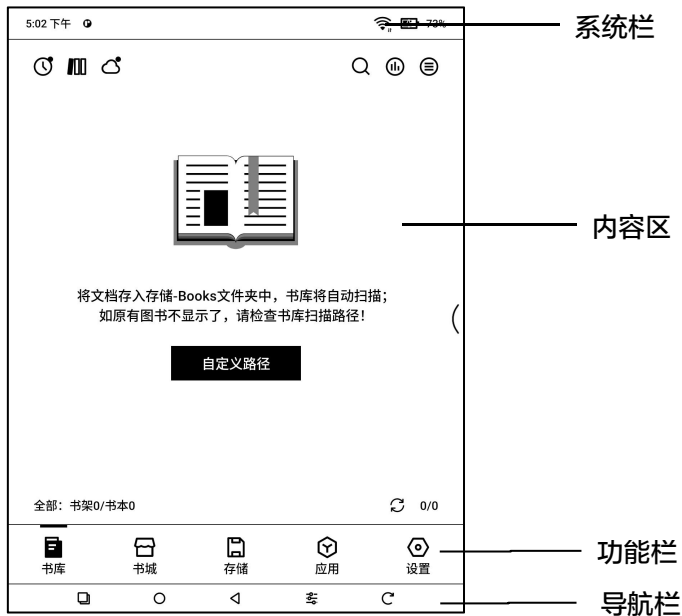 5:02 下午
73%
系统栏
内容区
将文档存入存储-Books文件夹中，书库将自动扫描；
如原有图书不显示了，请检查书库扫描路径！
自定义路径
全部：书架0/书本0
0/0
书库
书城
存储
应用
设置
功能栏
导航栏